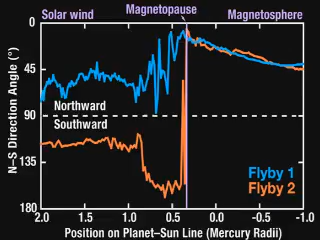 Solar wind
Magnetopause
Magnetosphere
N–S Direction Angle (°)
0
45
90
135
180
Northward
Southward
Flyby 1
Flyby 2
2.0 1.5 1.0 0.5 0.0 -0.5 -1.0
Position on Planet–Sun Line (Mercury Radii)